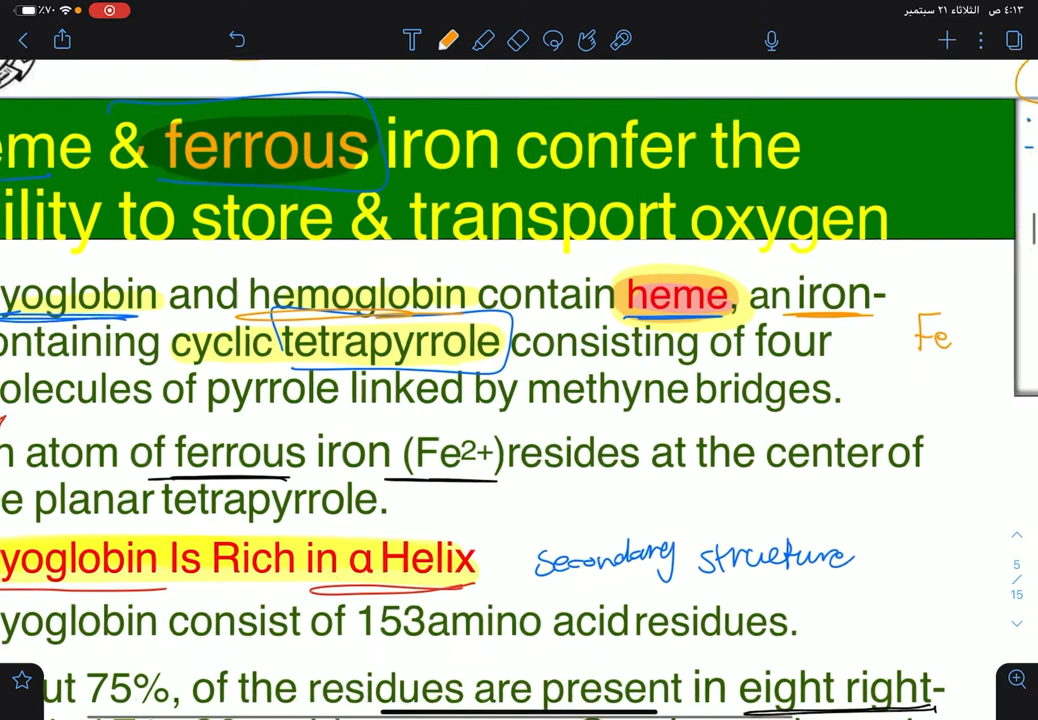 ٧٠٪
٤:١٣ ص الثلاثاء ٢١ سبتمبر
T
eme & ferrous iron confer the
ility to store & transport oxygen
yoglobin and hemoglobin contain heme, an iron-
ontaining cyclic tetrapyrrole consisting of four
Fe
olecules of pyrrole linked by methyne bridges.
n atom of ferrous iron (Fe2+)resides at the center of
e planar tetrapyrrole.
yoglobin Is Rich in α Helix
secondary structure
yoglobin consist of 153amino acid residues.
ut 75%, of the residues are present in eight right-
5
/
15